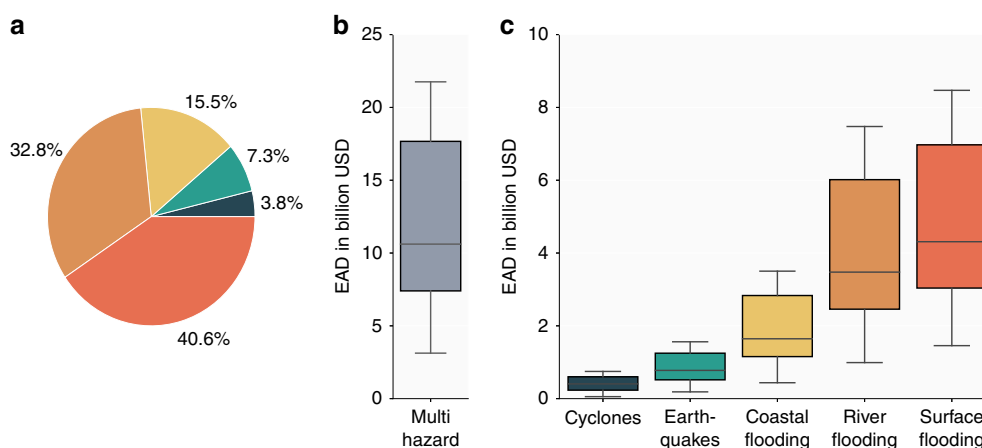 a
15.5%
32.8%
7.3%
3.8%
40.6%
b
25
20
15
10
5
0
EAD in billion USD
Multi
hazard
c
10
8
6
4
2
0
EAD in billion USD
Cyclones
Earth-
quakes
Coastal
flooding
River
flooding
Surface
flooding